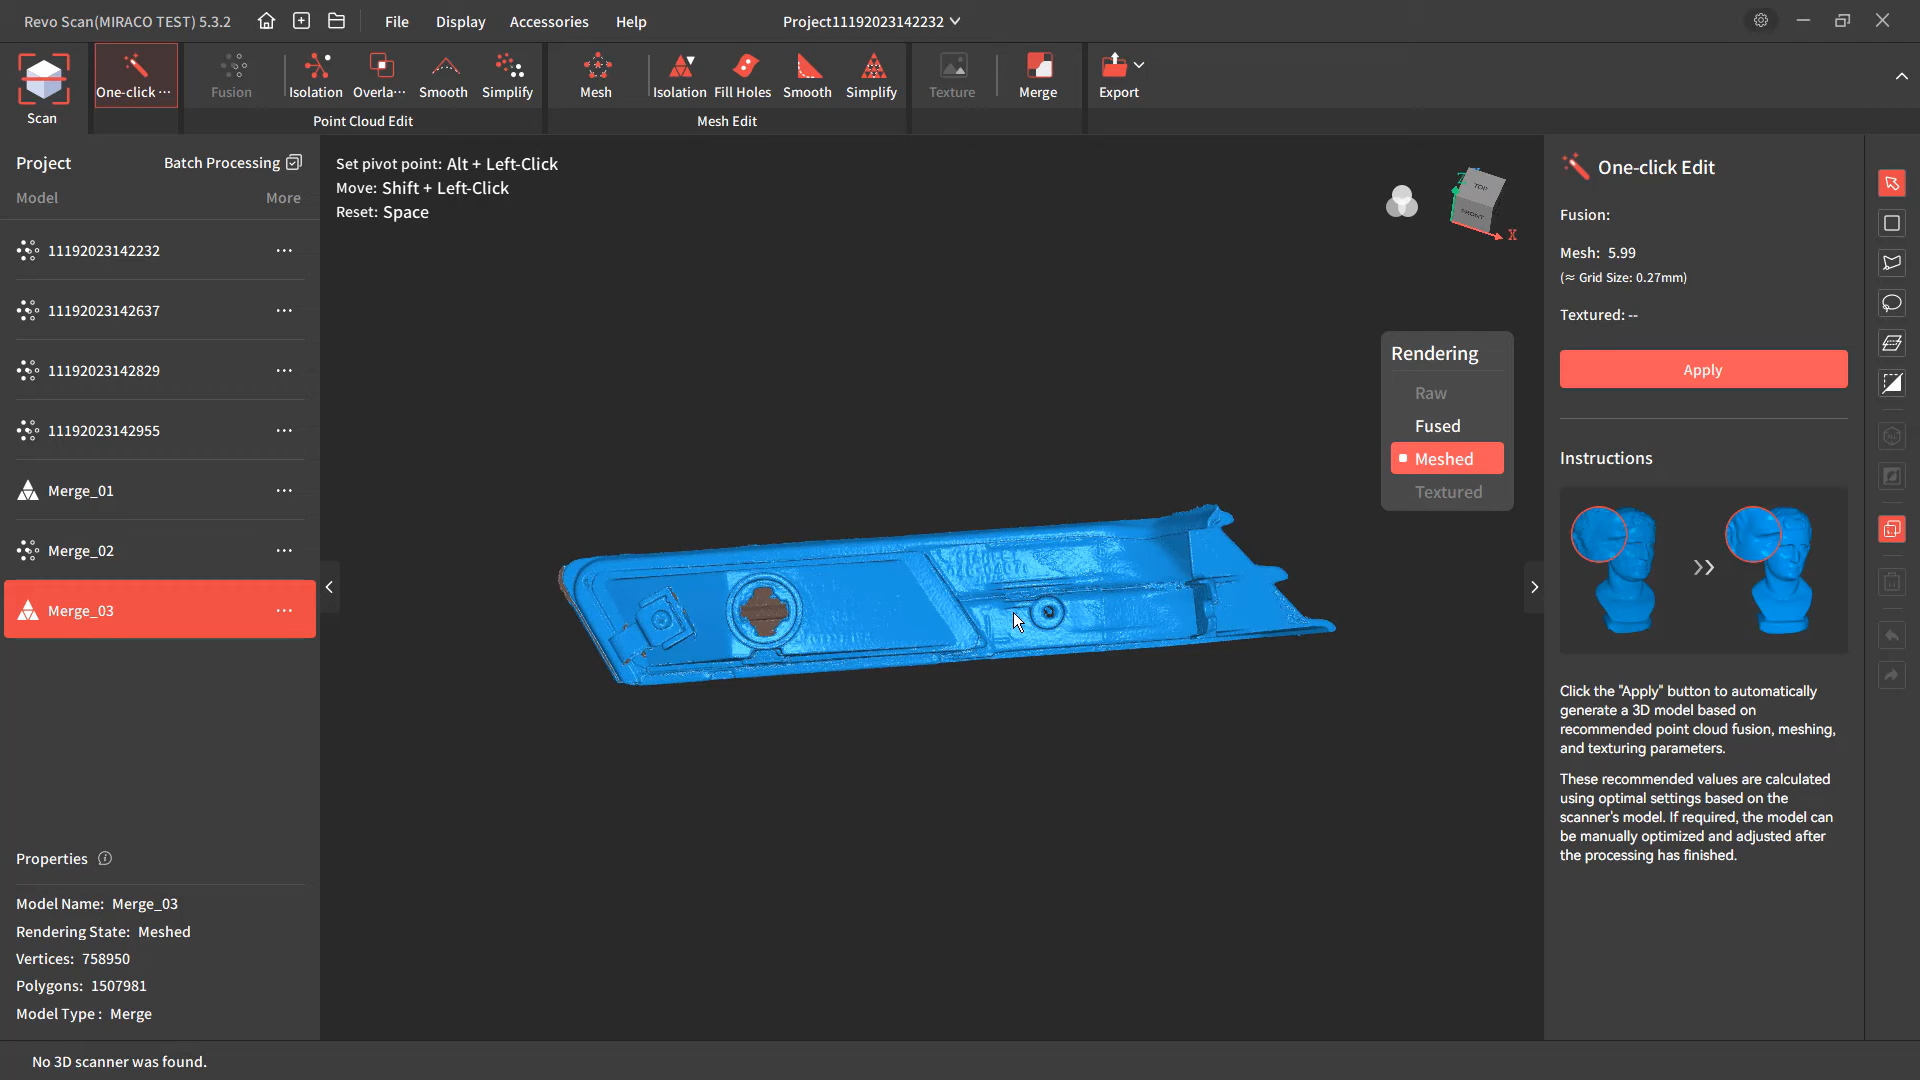 Revo Scan(MIRACO TEST) 5.3.2
File
Display
Accessories
Help
Project11192023142232
Scan
One-click ···
Fusion
Isolation
Overla···
Smooth
Simplify
Point Cloud Edit
Mesh
Isolation
Fill Holes
Smooth
Simplify
Mesh Edit
Texture
Merge
Export
Project
Batch Processing
Model
More
11192023142232
11192023142637
11192023142829
11192023142955
Merge_01
Merge_02
Merge_03
Properties
Model Name: Merge_03
Rendering State: Meshed
Vertices: 758950
Polygons: 1507981
Model Type : Merge
No 3D scanner was found.
Set pivot point: Alt + Left-Click
Move: Shift + Left-Click
Reset: Space
TOP
FRONT
Z
X
Rendering
Raw
Fused
Meshed
Textured
One-click Edit
Fusion:
Mesh: 5.99
(≈ Grid Size: 0.27mm)
Textured: --
Apply
Instructions
Click the "Apply" button to automatically
generate a 3D model based on
recommended point cloud fusion, meshing,
and texturing parameters.
These recommended values are calculated
using optimal settings based on the
scanner's model. If required, the model can
be manually optimized and adjusted after
the processing has finished.